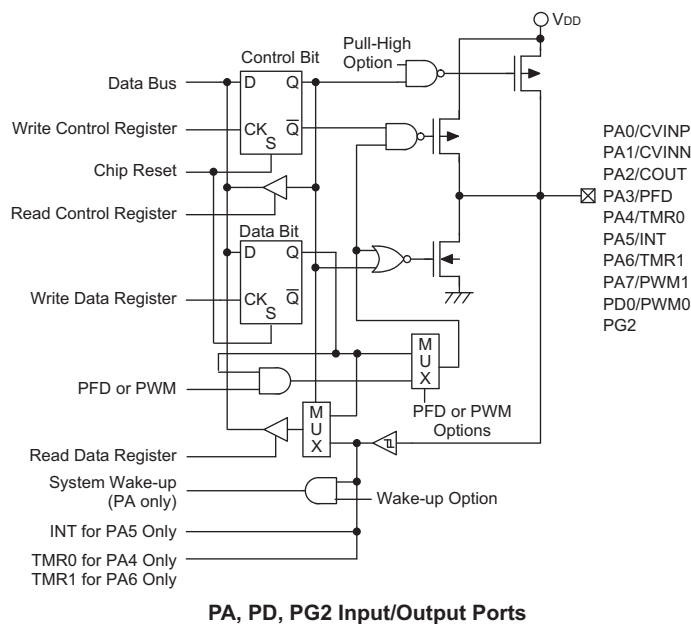 VDD
Control Bit
Pull-High
Option
Data Bus
D
Q
Write Control Register
CK
Q
S
Chip Reset
Read Control Register
Data Bit
D
Q
Write Data Register
CK
Q
S
M
U
X
PFD or PWM
PFD or PWM
Options
M
U
X
Read Data Register
System Wake-up
(PA only)
Wake-up Option
INT for PA5 Only
TMR0 for PA4 Only
TMR1 for PA6 Only
PA0/CVINP
PA1/CVINN
PA2/COUT
PA3/PFD
PA4/TMR0
PA5/INT
PA6/TMR1
PA7/PWM1
PD0/PWM0
PG2
PA, PD, PG2 Input/Output Ports